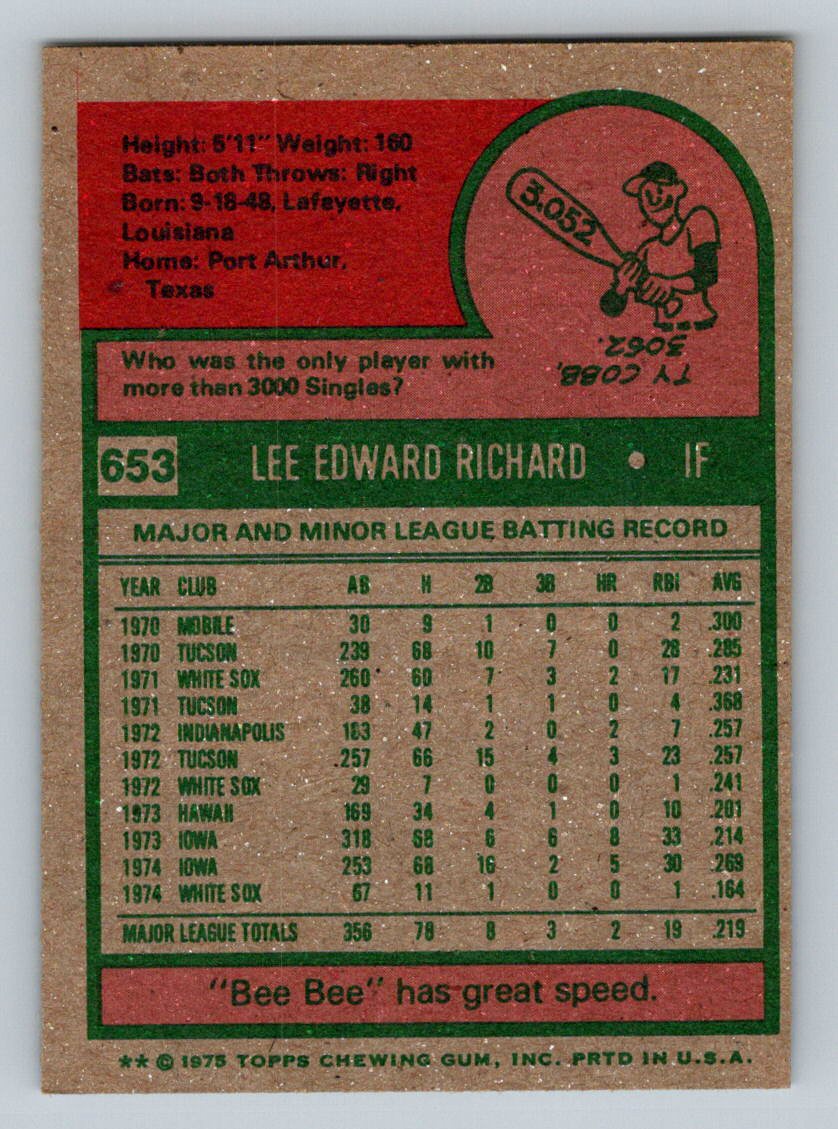 Height: 5'11" Weight: 160
Bats: Both Throws: Right
Born: 9-18-48, Lafayette,
Louisiana
Home: Port Arthur,
Texas
3,052
TY COBB,
3062.
Who was the only player with
more than 3000 Singles?
653 LEE EDWARD RICHARD • IF
MAJOR AND MINOR LEAGUE BATTING RECORD
YEAR CLUB AB H 2B 3B HR RBI AVG
1970 MOBILE 30 9 1 0 0 2 .300
1970 TUCSON 239 68 10 7 0 28 .285
1971 WHITE SOX 260 60 7 3 2 17 .231
1971 TUCSON 38 14 1 1 0 4 .368
1972 INDIANAPOLIS 183 47 2 0 2 7 .257
1972 TUCSON 257 66 15 4 3 23 .257
1972 WHITE SOX 29 7 0 0 0 1 .241
1973 HAWAII 169 34 4 1 0 10 .201
1973 IOWA 318 68 6 6 8 33 .214
1974 IOWA 253 68 16 2 5 30 .269
1974 WHITE SOX 67 11 1 0 0 1 .164
MAJOR LEAGUE TOTALS 356 78 8 3 2 19 .219
"Bee Bee" has great speed.
** © 1975 TOPPS CHEWING GUM, INC. PRTD IN U.S.A.